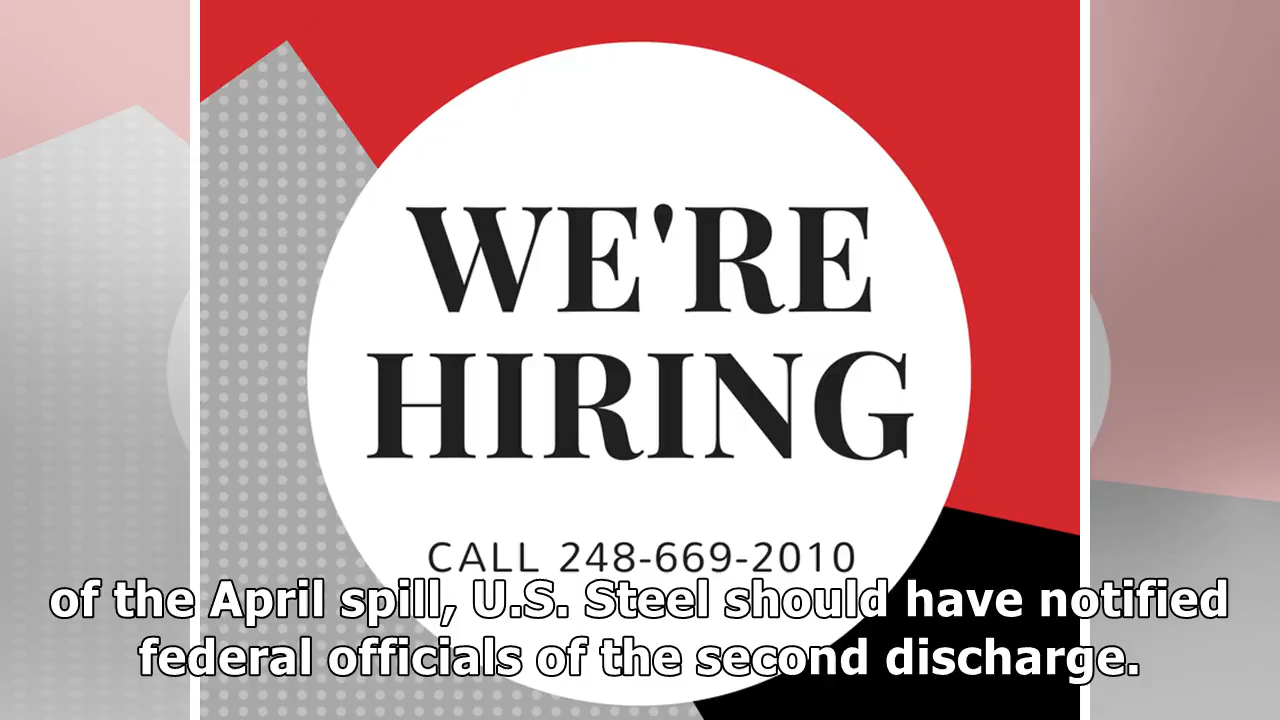 WE'RE
HIRING
CALL 248-669-2010
of the April spill, U.S. Steel should have notified
federal officials of the second discharge.